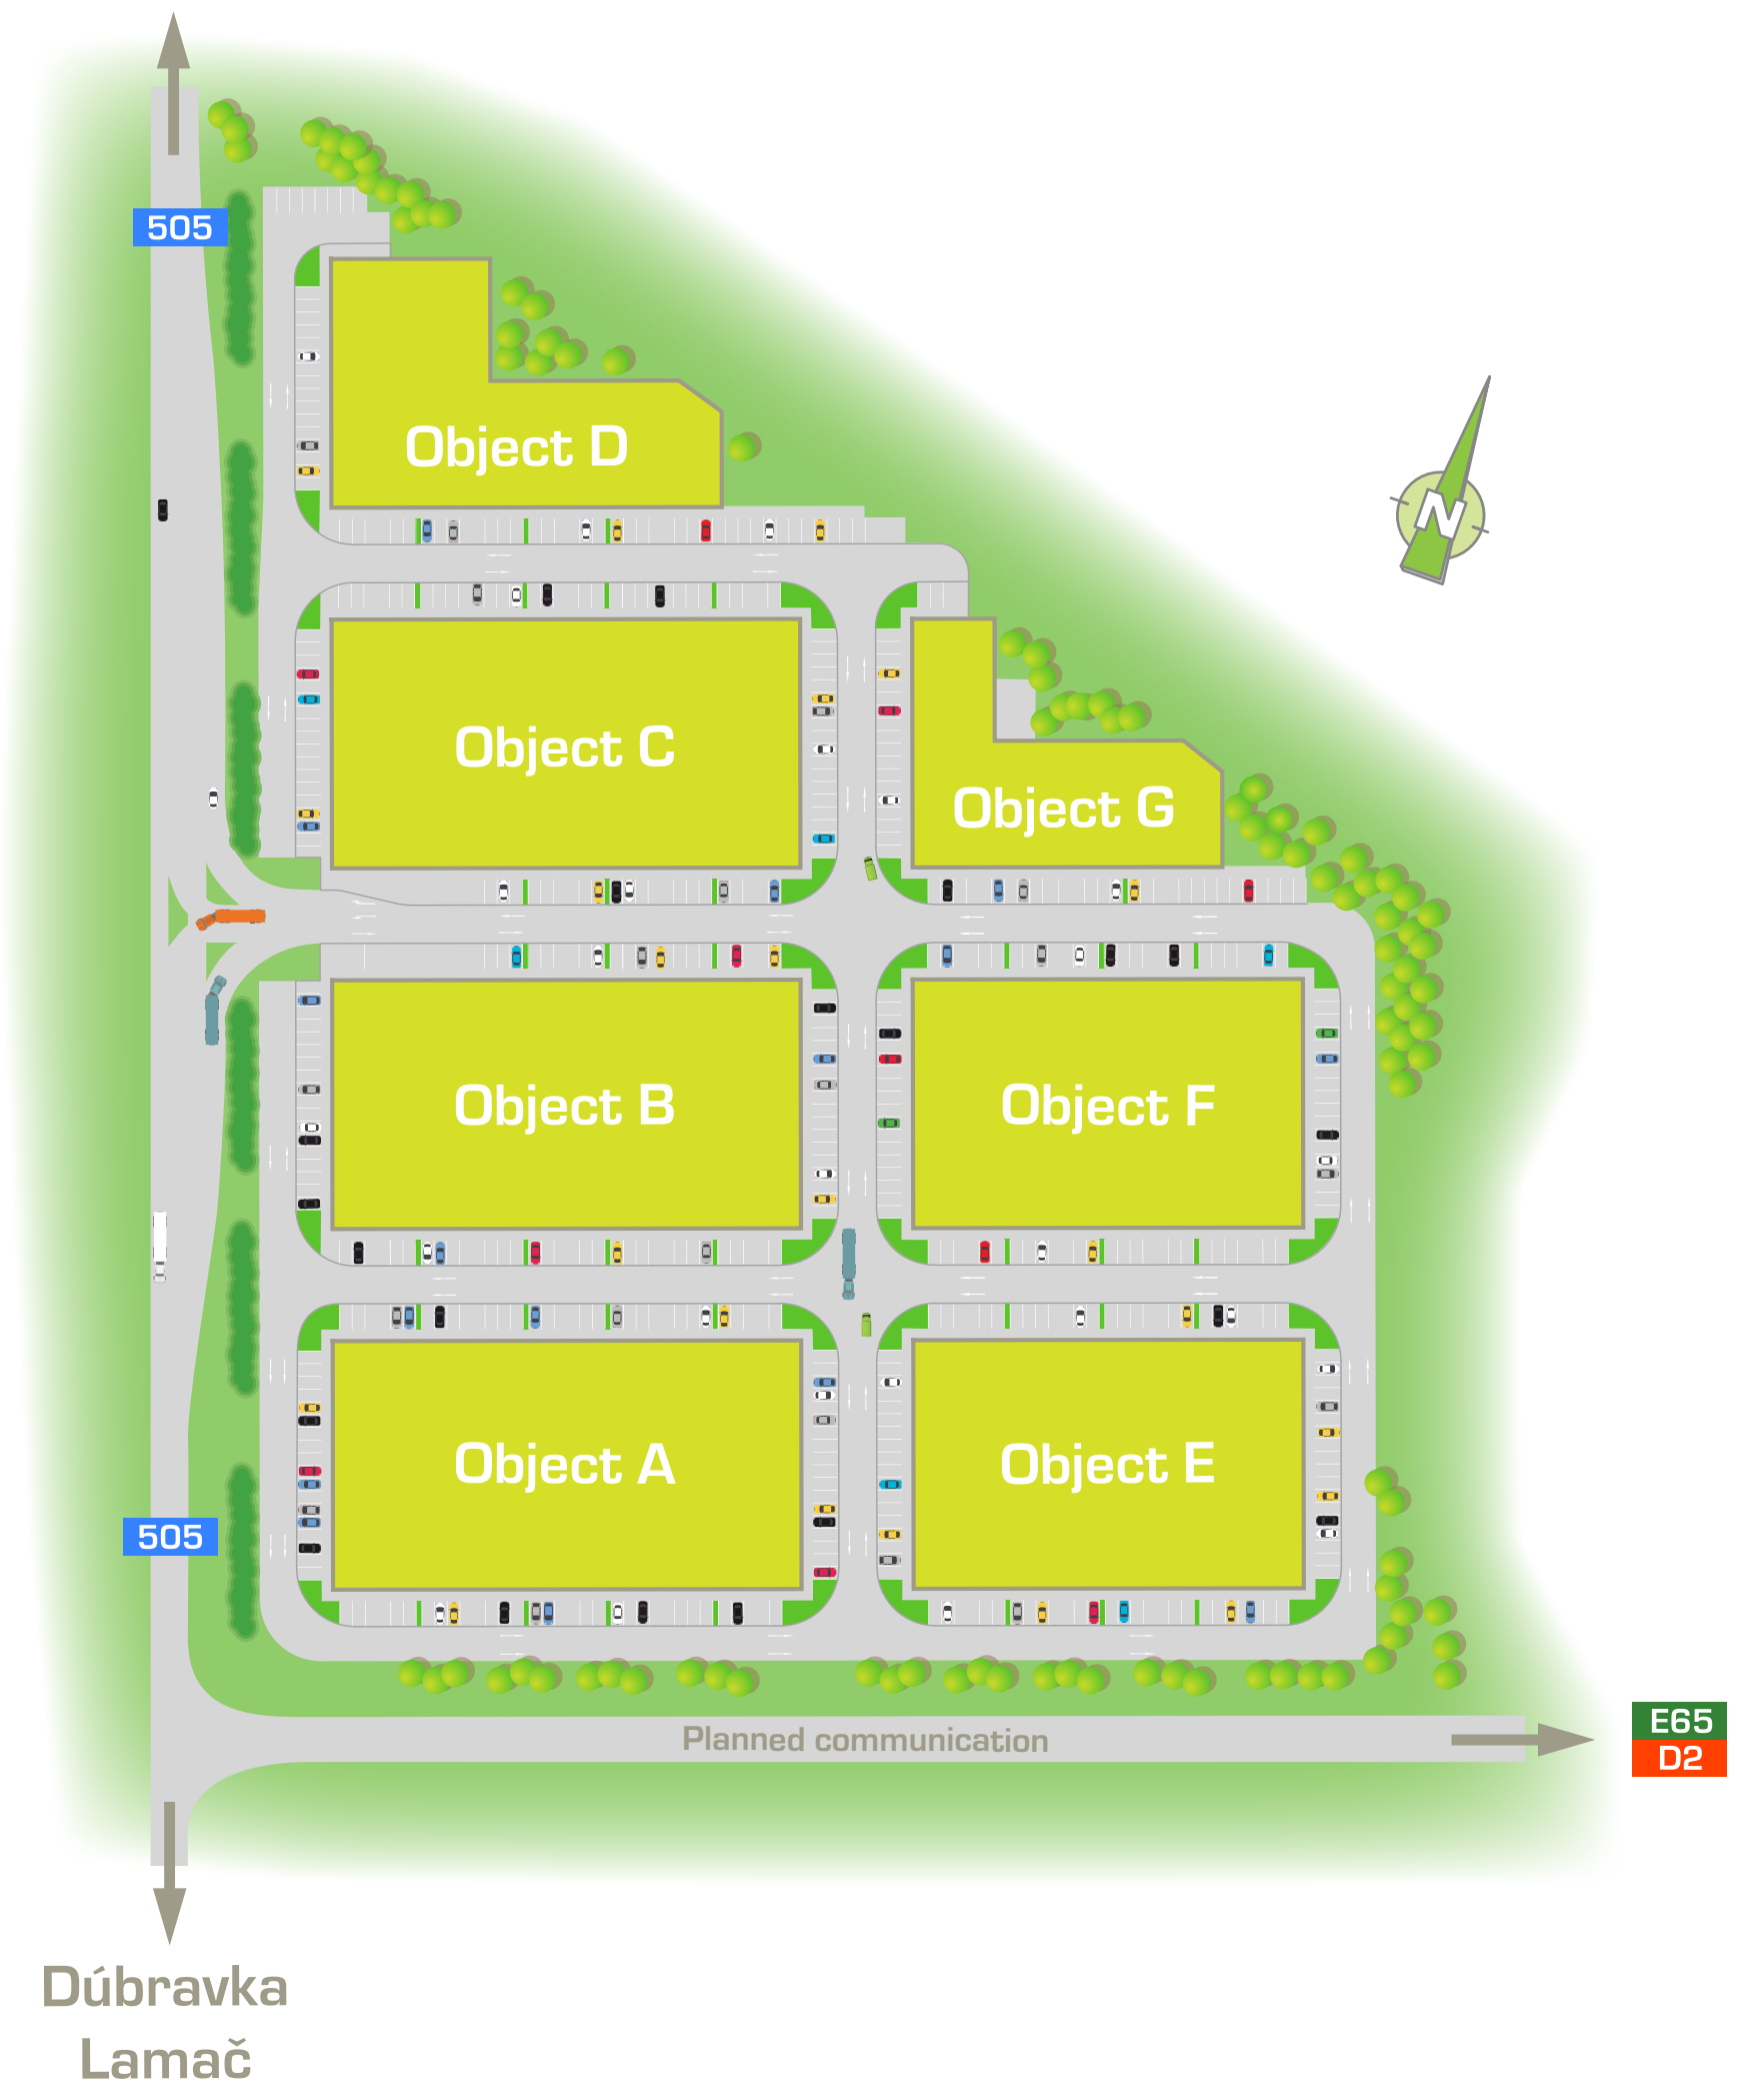 505
Object D
N
Object C
Object G
Object B
Object F
Object A
Object E
505
Planned communication
E65
D2
Dúbravka
Lamač